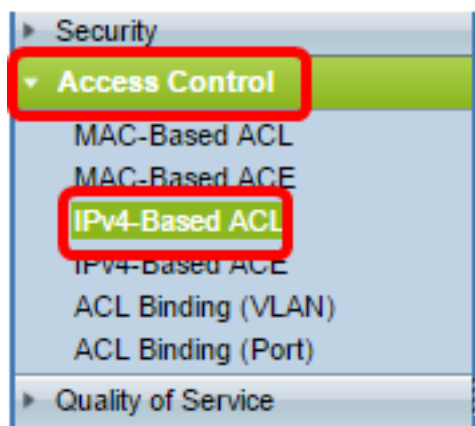 Security
Access Control
MAC-Based ACL
MAC-Based ACE
IPv4-Based ACL
IPv4-Based ACE
ACL Binding (VLAN)
ACL Binding (Port)
Quality of Service